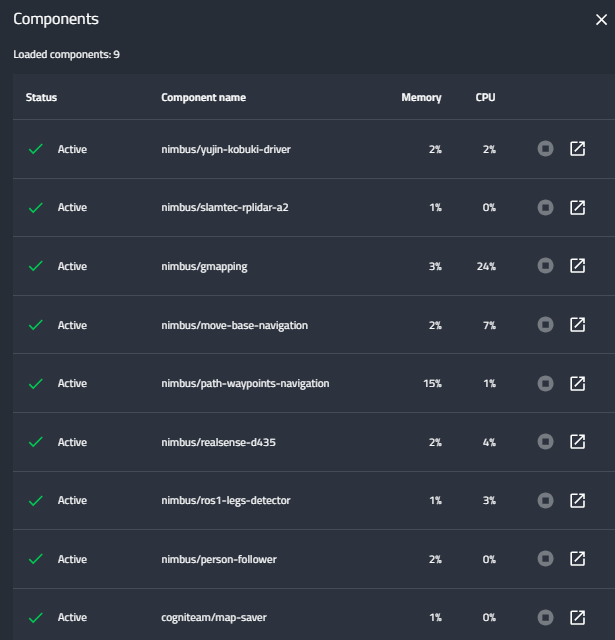 Components
Loaded components: 9
Status Component name Memory CPU
Active nimbus/yujin-kobuki-driver 2% 2%
Active nimbus/slamtec-rplidar-a2 1% 0%
Active nimbus/gmapping 3% 24%
Active nimbus/move-base-navigation 2% 7%
Active nimbus/path-waypoints-navigation 15% 1%
Active nimbus/realsense-d435 2% 4%
Active nimbus/ros1-legs-detector 1% 3%
Active nimbus/person-follower 2% 0%
Active cogniteam/map-saver 1% 0%